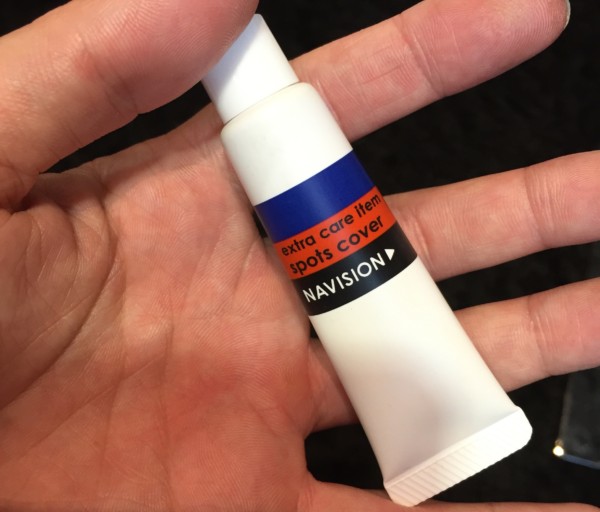 extra care item
spots cover
NAVISION